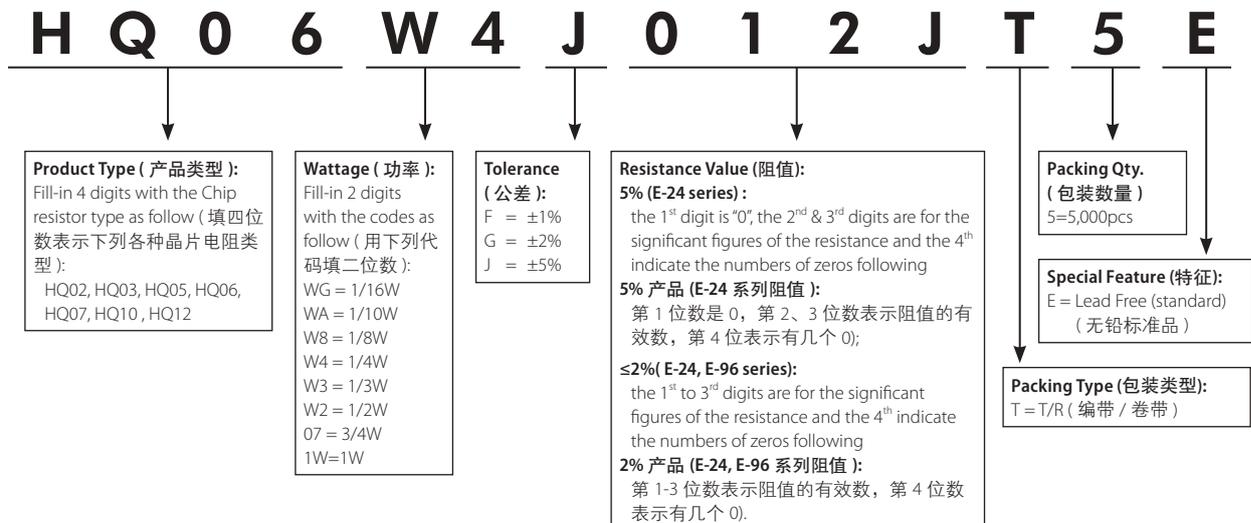 H Q 0 6 W 4 J 0 1 2 J T 5 E
Product Type ( 产品类型 ):
Fill-in 4 digits with the Chip
resistor type as follow ( 填四位
数表示下列各种晶片电阻类
型 ):
HQ02, HQ03, HQ05, HQ06,
HQ07, HQ10 , HQ12
Wattage ( 功率 ):
Fill-in 2 digits
with the codes as
follow ( 用下列代
码填二位数 ):
WG = 1/16W
WA = 1/10W
W8 = 1/8W
W4 = 1/4W
W3 = 1/3W
W2 = 1/2W
07 = 3/4W
1W=1W
Tolerance
( 公差 ):
F = ±1%
G = ±2%
J = ±5%
Resistance Value (阻值):
5% (E-24 series) :
the 1st digit is "0", the 2nd & 3rd digits are for the
significant figures of the resistance and the 4th
indicate the numbers of zeros following
5% 产品 (E-24 系列阻值 ):
第 1 位数是 0，第 2、3 位数表示阻值的有
效数，第 4 位表示有几个 0);
≤2%( E-24, E-96 series):
the 1st to 3rd digits are for the significant
figures of the resistance and the 4th indicate
the numbers of zeros following
2% 产品 (E-24, E-96 系列阻值 ):
第 1-3 位数表示阻值的有效数，第 4 位数
表示有几个 0).
Packing Qty.
( 包装数量 )
5=5,000pcs
Special Feature (特征):
E = Lead Free (standard)
( 无铅标准品 )
Packing Type (包装类型):
T = T/R ( 编带 / 卷带 )